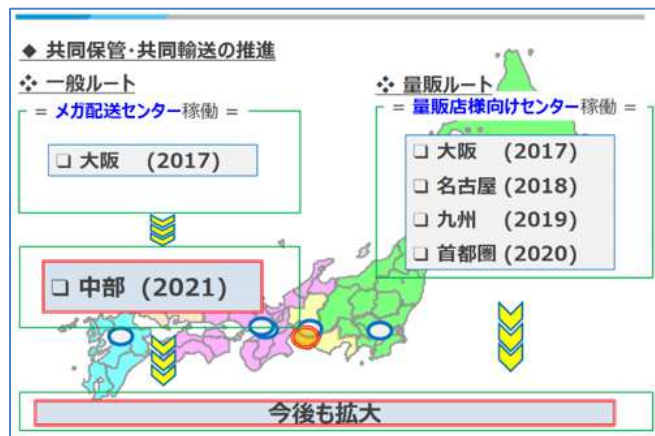 ◆ 共同保管・共同輸送の推進
❖ 一般ルート
= メガ配送センター稼働 =
❑ 大阪 (2017)
❑ 中部 (2021)
❖ 量販ルート
= 量販店様向けセンター稼働 =
❑ 大阪 (2017)
❑ 名古屋 (2018)
❑ 九州 (2019)
❑ 首都圏 (2020)
今後も拡大